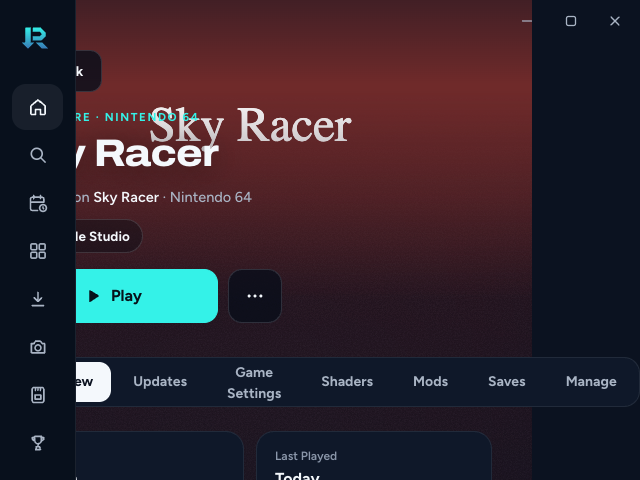 k
RE · NINTENDO 64
Sky Racer
y Racer
on Sky Racer · Nintendo 64
le Studio
Play
ew
Updates
Game
Settings
Shaders
Mods
Saves
Manage
Last Played
Today